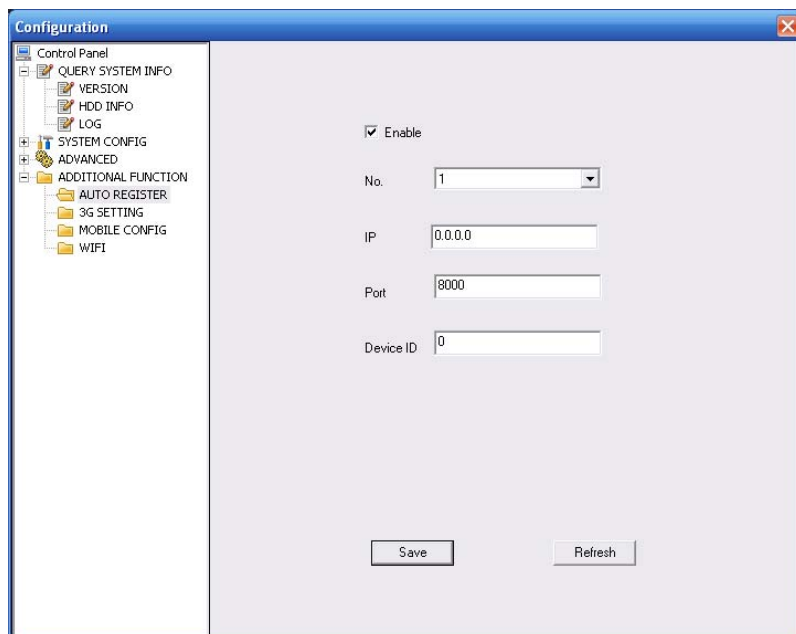 Configuration
Control Panel
QUERY SYSTEM INFO
VERSION
HDD INFO
LOG
SYSTEM CONFIG
ADVANCED
ADDITIONAL FUNCTION
AUTO REGISTER
3G SETTING
MOBILE CONFIG
WIFI
Enable
No. 1
IP 0.0.0.0
Port 8000
Device ID 0
Save Refresh